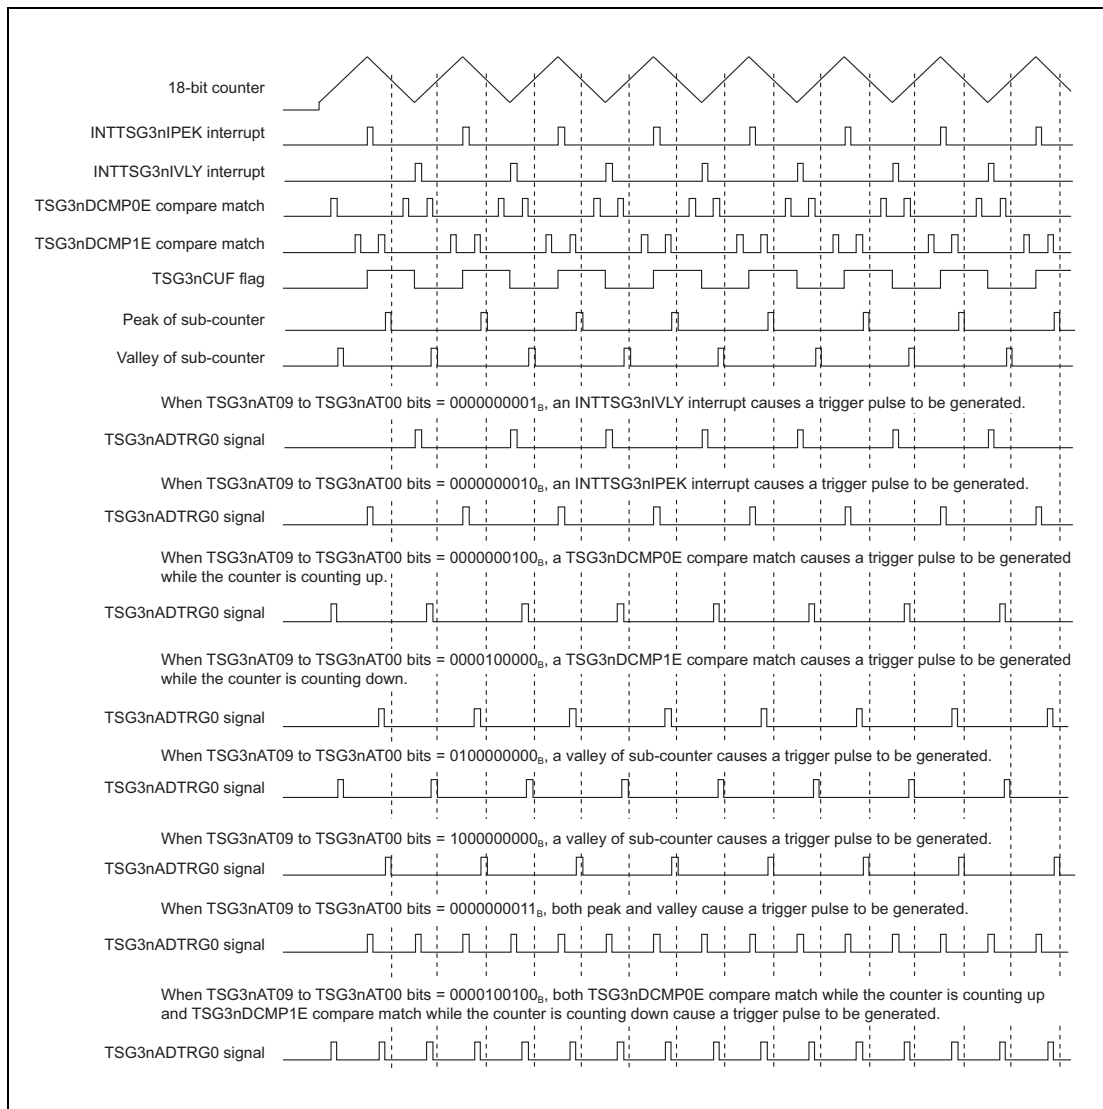 18-bit counter
INTTSG3nIPEK interrupt
INTTSG3nIVLY interrupt
TSG3nDCMP0E compare match
TSG3nDCMP1E compare match
TSG3nCUF flag
Peak of sub-counter
Valley of sub-counter
When TSG3nAT09 to TSG3nAT00 bits = 0000000001B, an INTTSG3nIVLY interrupt causes a trigger pulse to be generated.
TSG3nADTRG0 signal
When TSG3nAT09 to TSG3nAT00 bits = 0000000010B, an INTTSG3nIPEK interrupt causes a trigger pulse to be generated.
TSG3nADTRG0 signal
When TSG3nAT09 to TSG3nAT00 bits = 0000000100B, a TSG3nDCMP0E compare match causes a trigger pulse to be generated
while the counter is counting up.
TSG3nADTRG0 signal
When TSG3nAT09 to TSG3nAT00 bits = 0000100000B, a TSG3nDCMP1E compare match causes a trigger pulse to be generated
while the counter is counting down.
TSG3nADTRG0 signal
When TSG3nAT09 to TSG3nAT00 bits = 0100000000B, a valley of sub-counter causes a trigger pulse to be generated.
TSG3nADTRG0 signal
When TSG3nAT09 to TSG3nAT00 bits = 1000000000B, a valley of sub-counter causes a trigger pulse to be generated.
TSG3nADTRG0 signal
When TSG3nAT09 to TSG3nAT00 bits = 0000000011B, both peak and valley cause a trigger pulse to be generated.
TSG3nADTRG0 signal
When TSG3nAT09 to TSG3nAT00 bits = 0000100100B, both TSG3nDCMP0E compare match while the counter is counting up
and TSG3nDCMP1E compare match while the counter is counting down cause a trigger pulse to be generated.
TSG3nADTRG0 signal